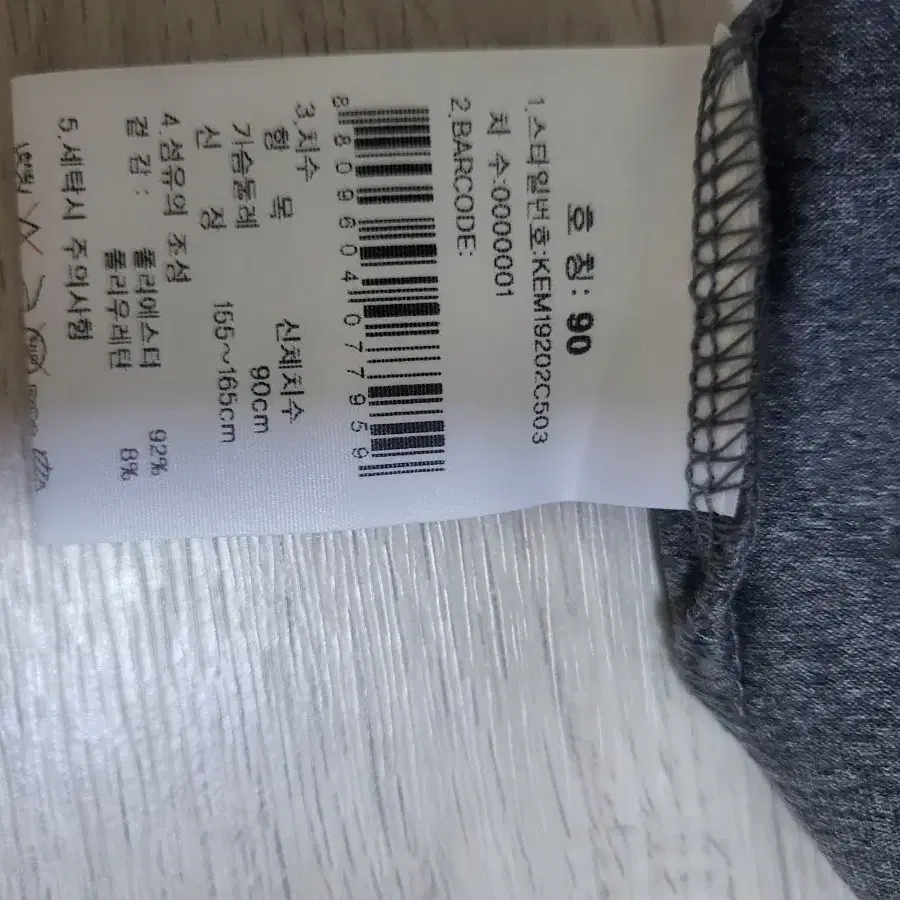 호 칭: 90
1.스타일번호:KEM19202C503
치 수:0000001
2.BARCODE:
8809604077959
3.치수
항 목 신체치수
가슴둘레 90cm
신 장 155~165cm
4.섬유의 조성
겉 감: 폴리에스터 92%
폴리우레탄 8%
5.세탁시 주의사항